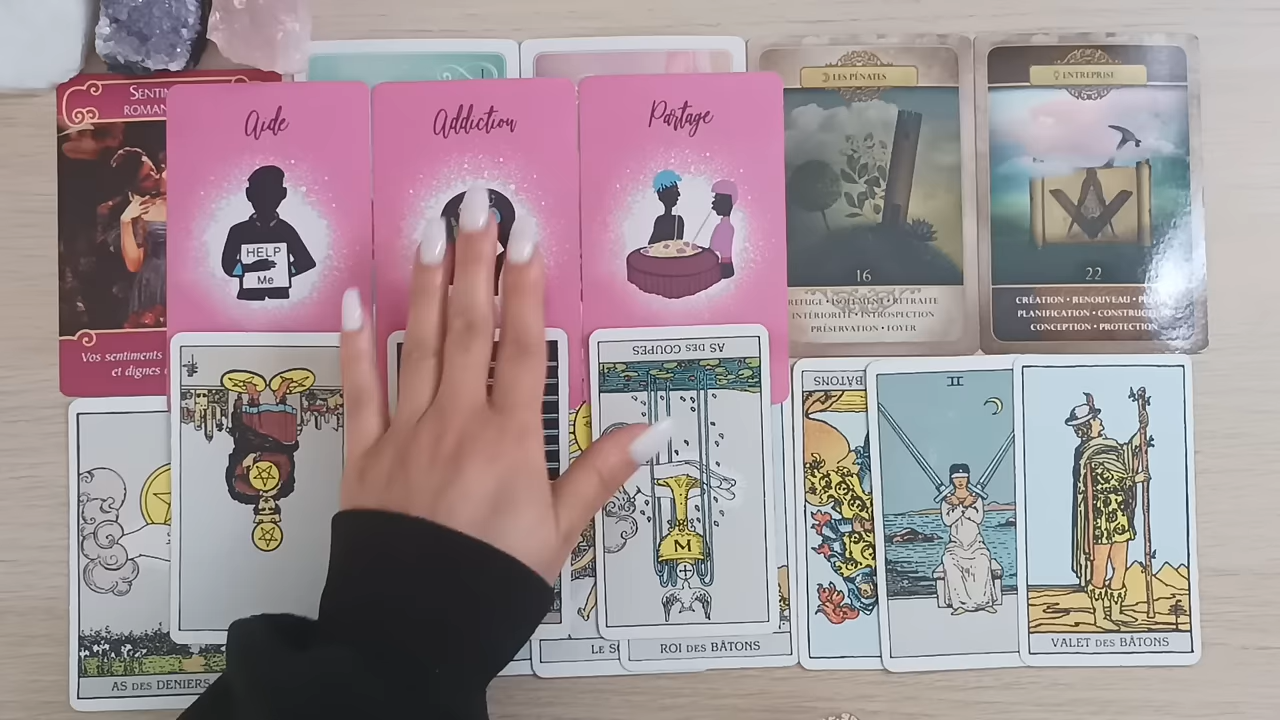 ROMAN
Aide
Addiction
Partage
LES PÉNATES
ENTREPRISE
HELP
Me
16
22
REFUGE • ISOLEMENT • RETRAITE
INTÉRIORITÉ • INTROSPECTION
PRÉSERVATION • FOYER
CRÉATION • RENOUVEAU •
PLANIFICATION • CONSTRUCTION
CONCEPTION • PROTECTION
Vos sentiments
et dignes
AS DES COUPES
BÂTONS
II
M
AS DES DENIERS
LE
ROI DES BÂTONS
VALET DES BÂTONS